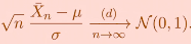 √n (X̄ₙ − μ)/σ —(d)→ₙ→∞ 𝒩(0, 1).